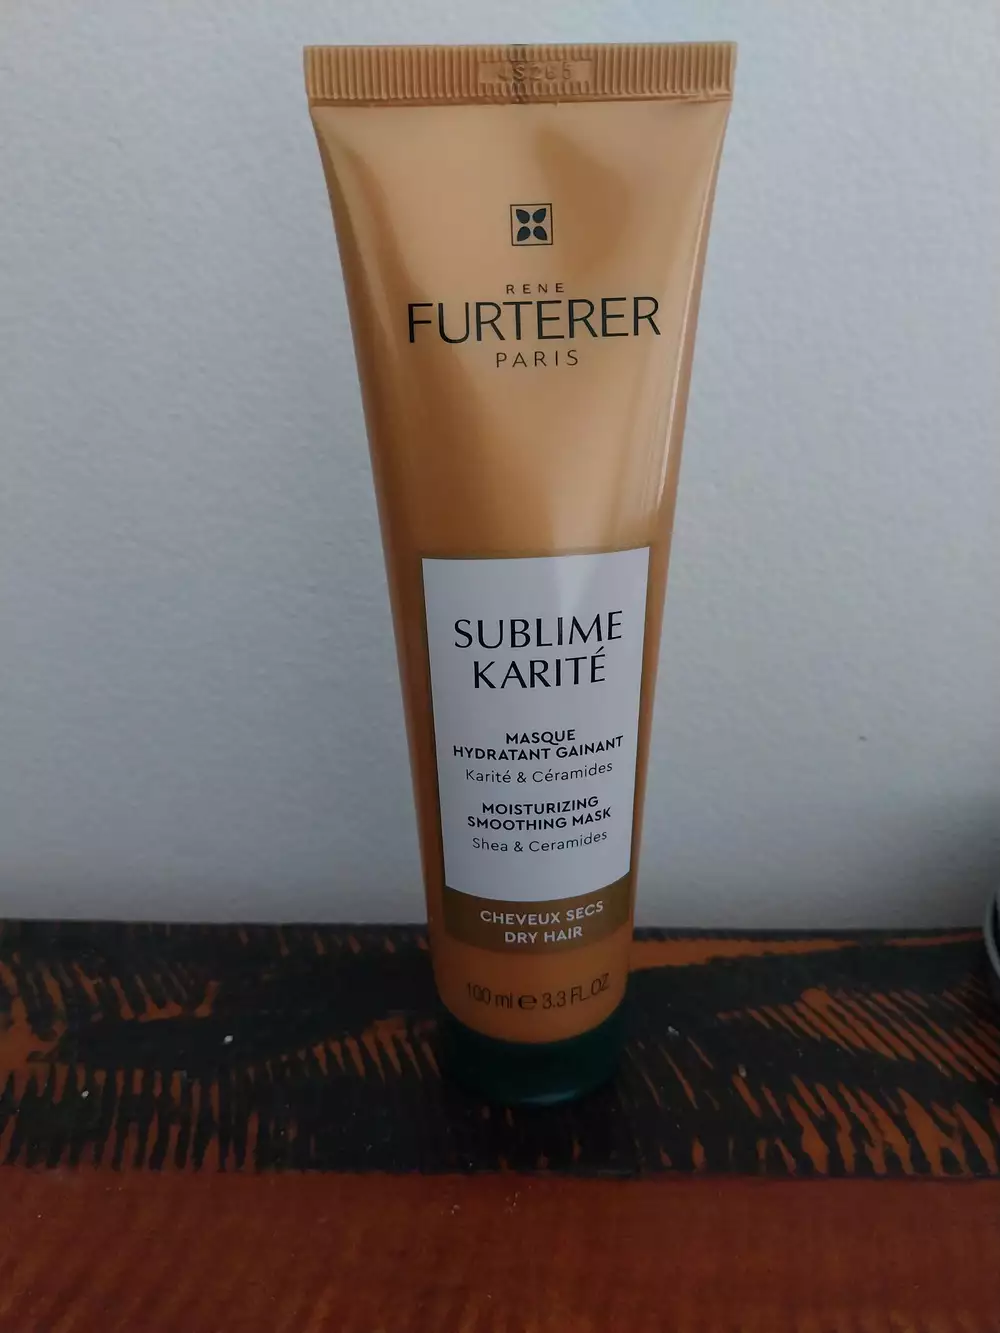 RENE
FURTERER
PARIS
SUBLIME
KARITÉ
MASQUE
HYDRATANT GAINANT
Karité & Céramides
MOISTURIZING
SMOOTHING MASK
Shea & Ceramides
CHEVEUX SECS
DRY HAIR
100 ml ℮ 3.3 FL.OZ